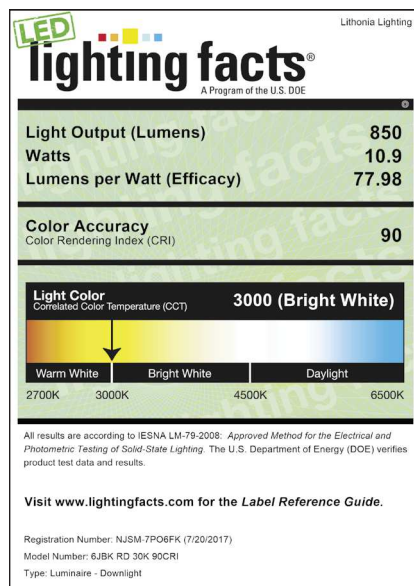 Lithonia Lighting
LED
lighting facts®
A Program of the U.S. DOE
Light Output (Lumens) 850
Watts 10.9
Lumens per Watt (Efficacy) 77.98
Color Accuracy
Color Rendering Index (CRI) 90
Light Color
Correlated Color Temperature (CCT) 3000 (Bright White)
Warm White Bright White Daylight
2700K 3000K 4500K 6500K
All results are according to IESNA LM-79-2008: Approved Method for the Electrical and
Photometric Testing of Solid-State Lighting. The U.S. Department of Energy (DOE) verifies
product test data and results.
Visit www.lightingfacts.com for the Label Reference Guide.
Registration Number: NJSM-7PO6FK (7/20/2017)
Model Number: 6JBK RD 30K 90CRI
Type: Luminaire - Downlight